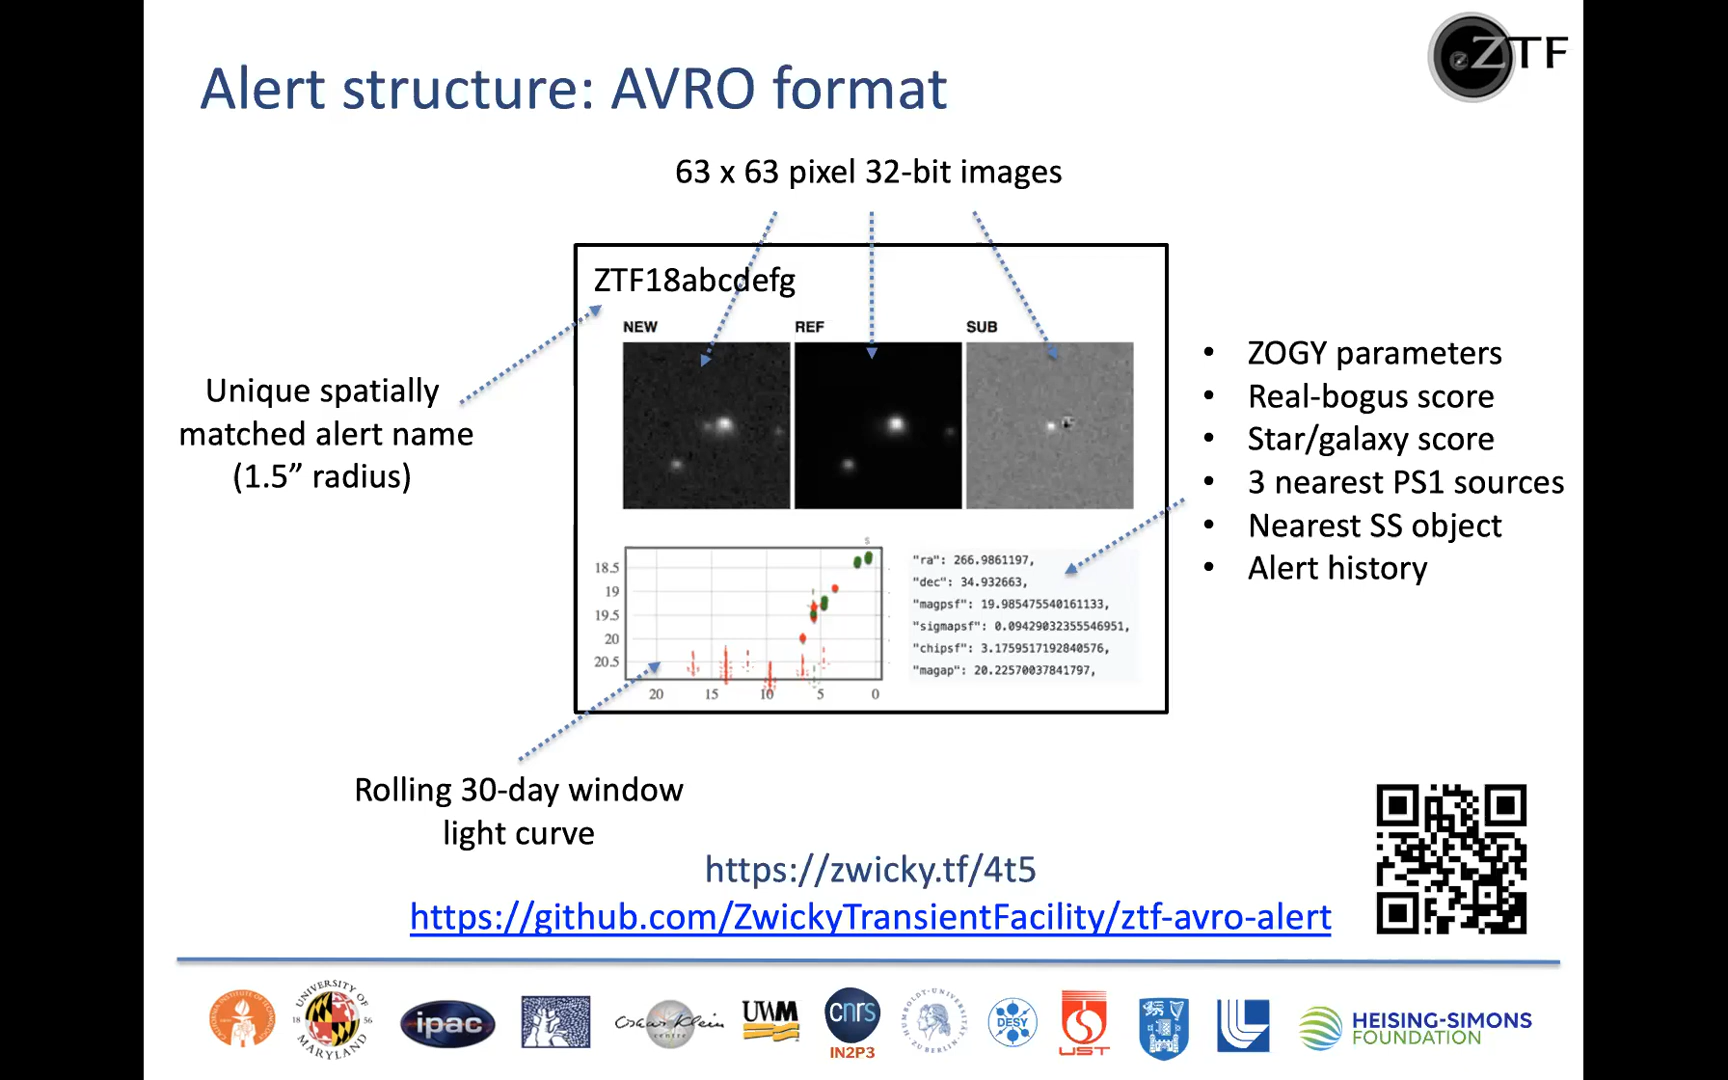 ZTF
Alert structure: AVRO format
63 x 63 pixel 32-bit images
ZTF18abcdefg
NEW
REF
SUB
Unique spatially
matched alert name
(1.5” radius)
• ZOGY parameters
• Real-bogus score
• Star/galaxy score
• 3 nearest PS1 sources
• Nearest SS object
• Alert history
S
18.5
19
19.5
20
20.5
20 15 10 5 0
"ra": 266.9861197,
"dec": 34.932663,
"magpsf": 19.985475540161133,
"sigmapsf": 0.09429032355546951,
"chipsf": 3.1759517192840576,
"magap": 20.22570037841797,
Rolling 30-day window
light curve
https://zwicky.tf/4t5
https://github.com/ZwickyTransientFacility/ztf-avro-alert
UNIVERSITY OF
18 56
MARYLAND
ipac
Oscar Klein
centre
UWM
cnrs
IN2P3
HUMBOLDT-UNIVERSITÄT
ZU BERLIN
DESY
UST
HEISING-SIMONS
FOUNDATION